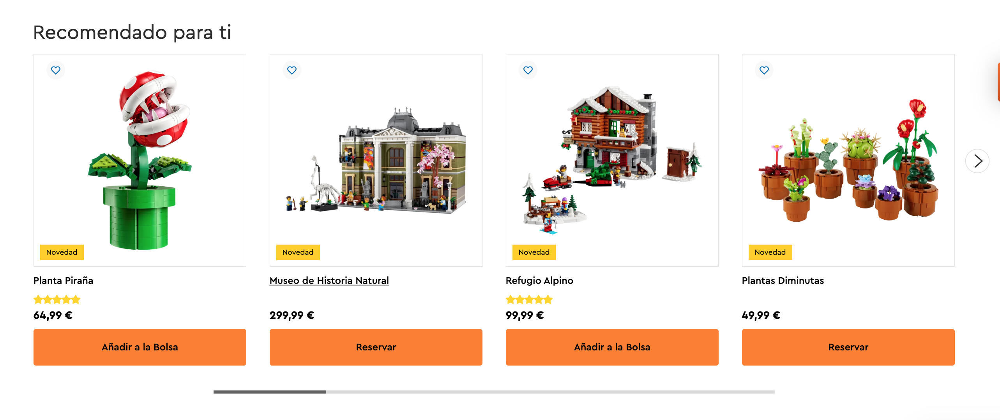 Recomendado para ti
Novedad
Novedad
Novedad
Novedad
Planta Piraña
Museo de Historia Natural
Refugio Alpino
Plantas Diminutas
64,99 €
299,99 €
99,99 €
49,99 €
Añadir a la Bolsa
Reservar
Añadir a la Bolsa
Reservar